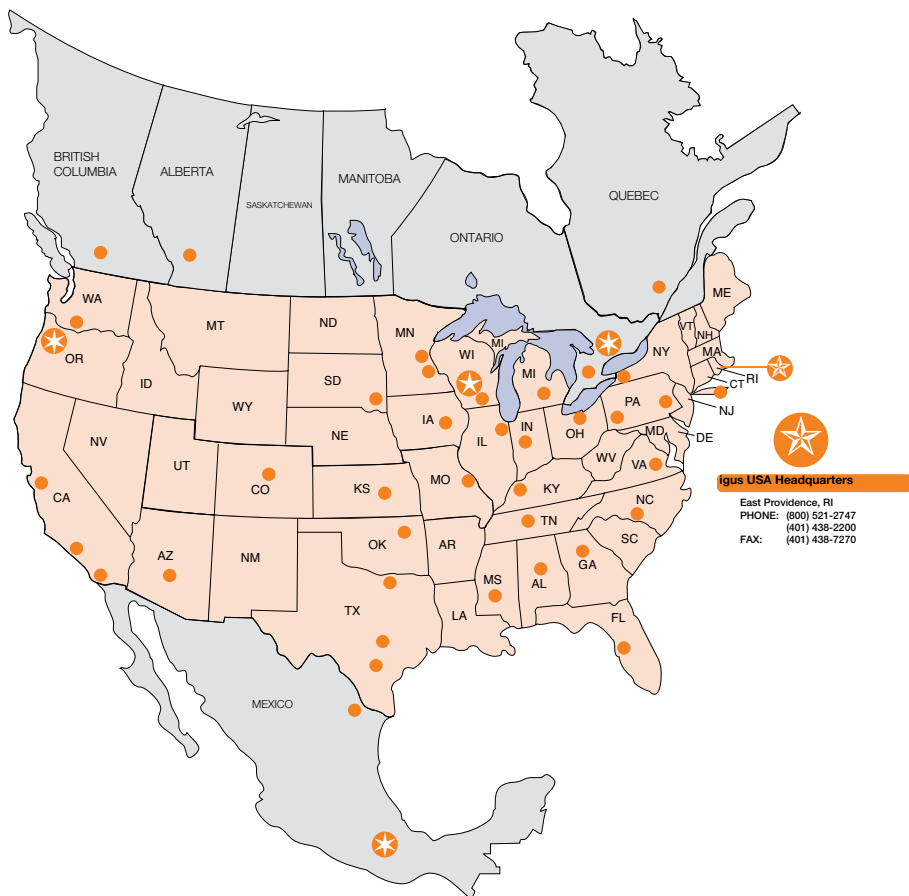 BRITISH
COLUMBIA
ALBERTA
SASKATCHEWAN
MANITOBA
ONTARIO
QUEBEC
WA
MT
ND
MN
WI
MI
MI
NY
VT
NH
ME
MA
RI
CT
OR
ID
WY
SD
NE
IA
IL
IN
OH
PA
NJ
MD
DE
NV
UT
CO
KS
MO
KY
WV
VA
CA
AZ
NM
OK
AR
TN
NC
SC
TX
LA
MS
AL
GA
FL
MEXICO
igus USA Headquarters
East Providence, RI
PHONE: (800) 521-2747
(401) 438-2200
FAX: (401) 438-7270